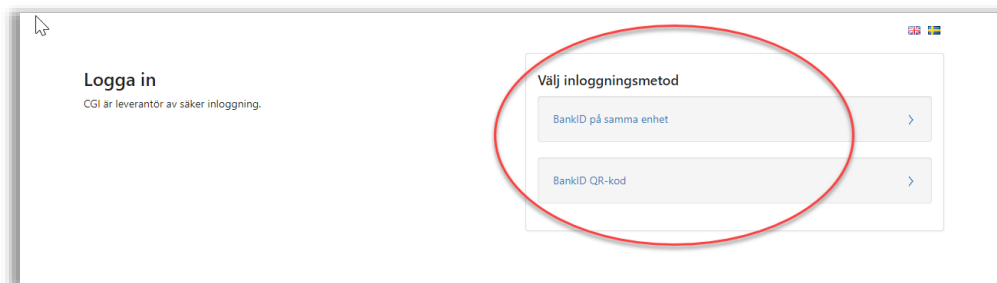 Logga in
CGI är leverantör av säker inloggning.
Välj inloggningsmetod
BankID på samma enhet
BankID QR-kod